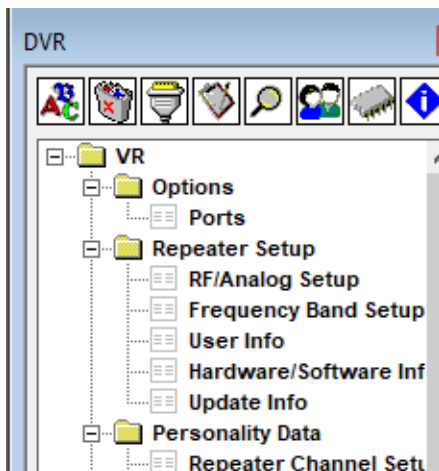 DVR
VR
Options
Ports
Repeater Setup
RF/Analog Setup
Frequency Band Setup
User Info
Hardware/Software Inf
Update Info
Personality Data
Repeater Channel Setu